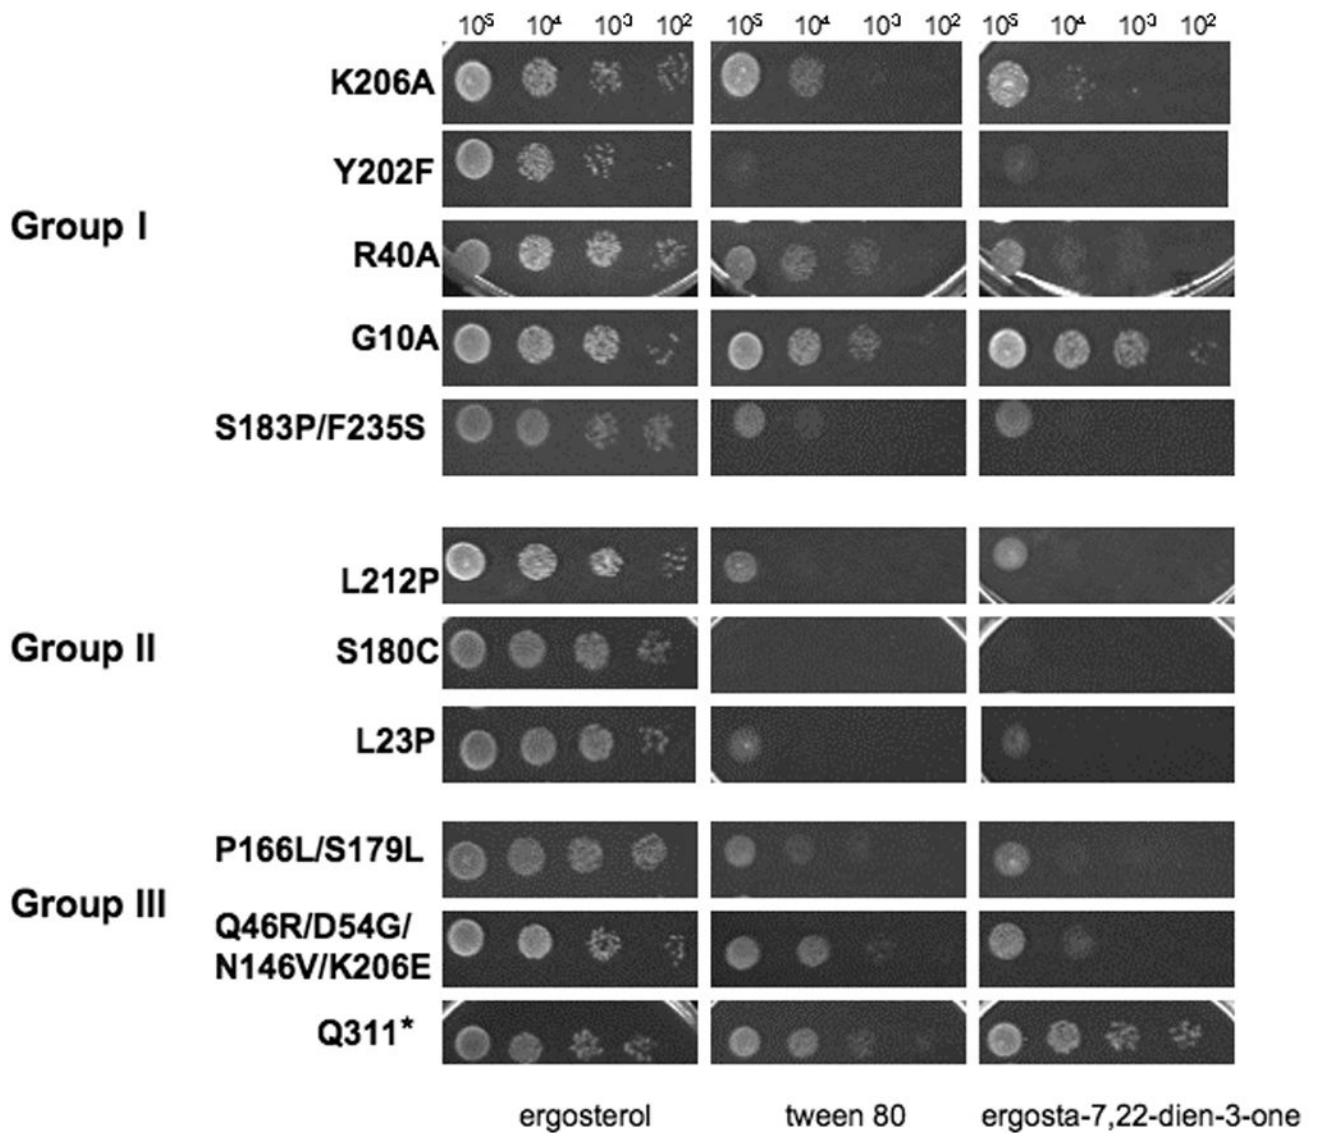 10⁵ 10⁴ 10³ 10² 10⁵ 10⁴ 10³ 10² 10⁵ 10⁴ 10³ 10²
K206A
Y202F
Group I
R40A
G10A
S183P/F235S
L212P
Group II
S180C
L23P
P166L/S179L
Group III
Q46R/D54G/
N146V/K206E
Q311*
ergosterol tween 80 ergosta-7,22-dien-3-one